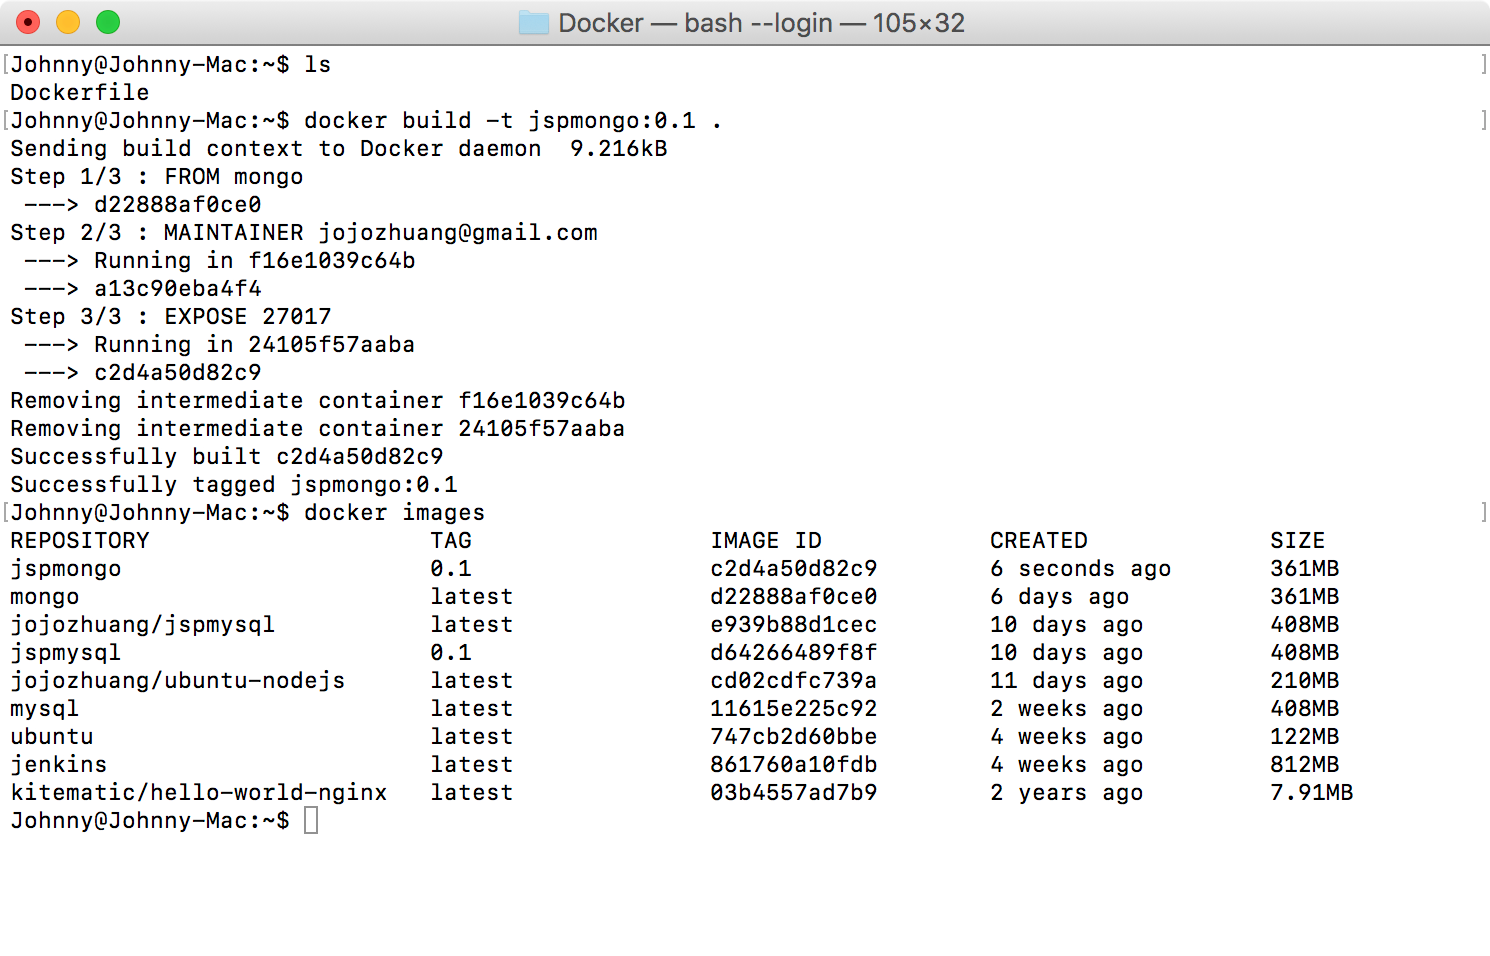 Docker — bash --login — 105×32
[Johnny@Johnny-Mac:~$ ls ]
Dockerfile
[Johnny@Johnny-Mac:~$ docker build -t jspmongo:0.1 . ]
Sending build context to Docker daemon  9.216kB
Step 1/3 : FROM mongo
 ---> d22888af0ce0
Step 2/3 : MAINTAINER jojozhuang@gmail.com
 ---> Running in f16e1039c64b
 ---> a13c90eba4f4
Step 3/3 : EXPOSE 27017
 ---> Running in 24105f57aaba
 ---> c2d4a50d82c9
Removing intermediate container f16e1039c64b
Removing intermediate container 24105f57aaba
Successfully built c2d4a50d82c9
Successfully tagged jspmongo:0.1
[Johnny@Johnny-Mac:~$ docker images ]
REPOSITORY                    TAG                 IMAGE ID            CREATED             SIZE
jspmongo                      0.1                 c2d4a50d82c9        6 seconds ago       361MB
mongo                         latest              d22888af0ce0        6 days ago          361MB
jojozhuang/jspmysql           latest              e939b88d1cec        10 days ago         408MB
jspmysql                      0.1                 d64266489f8f        10 days ago         408MB
jojozhuang/ubuntu-nodejs      latest              cd02cdfc739a        11 days ago         210MB
mysql                         latest              11615e225c92        2 weeks ago         408MB
ubuntu                        latest              747cb2d60bbe        4 weeks ago         122MB
jenkins                       latest              861760a10fdb        4 weeks ago         812MB
kitematic/hello-world-nginx   latest              03b4557ad7b9        2 years ago         7.91MB
Johnny@Johnny-Mac:~$